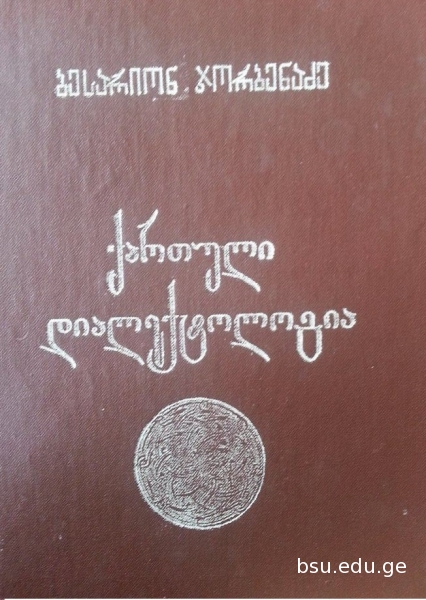 ბესარიონ ჯორბენაძე
ქართული
დიალექტოლოგია
bsu.edu.ge